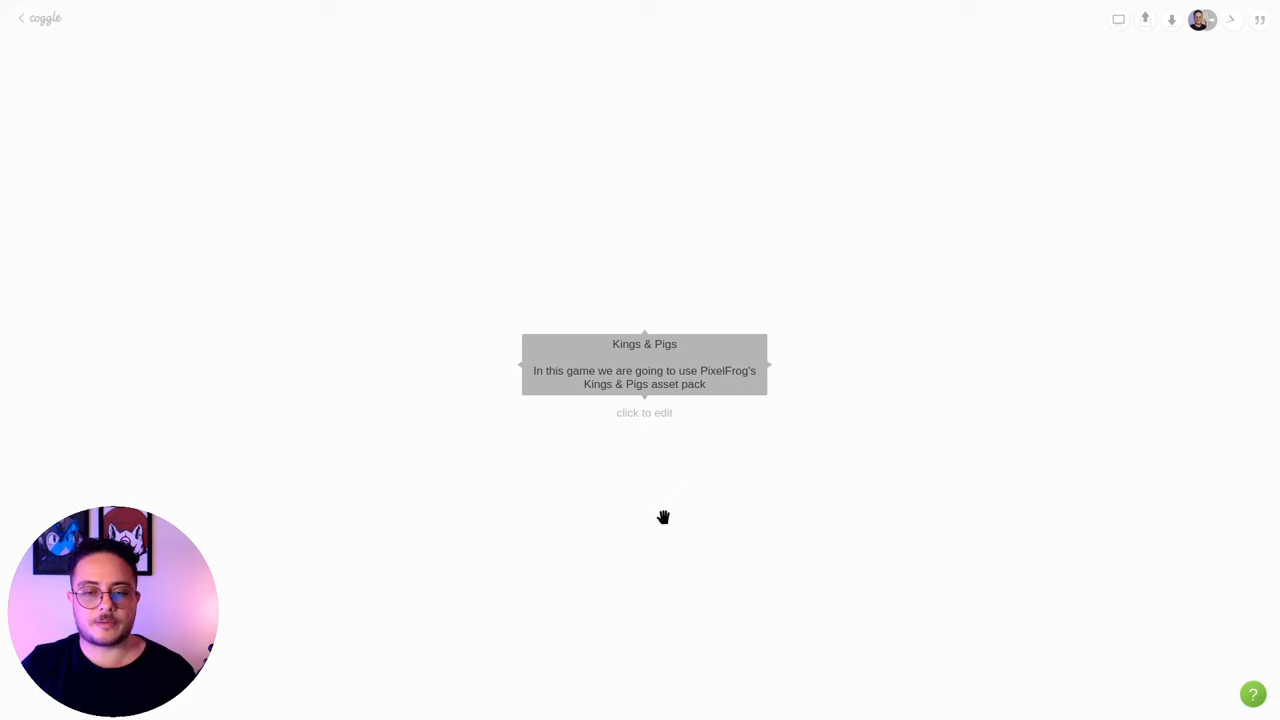 coggle
Kings & Pigs
In this game we are going to use PixelFrog's
Kings & Pigs asset pack
click to edit
?